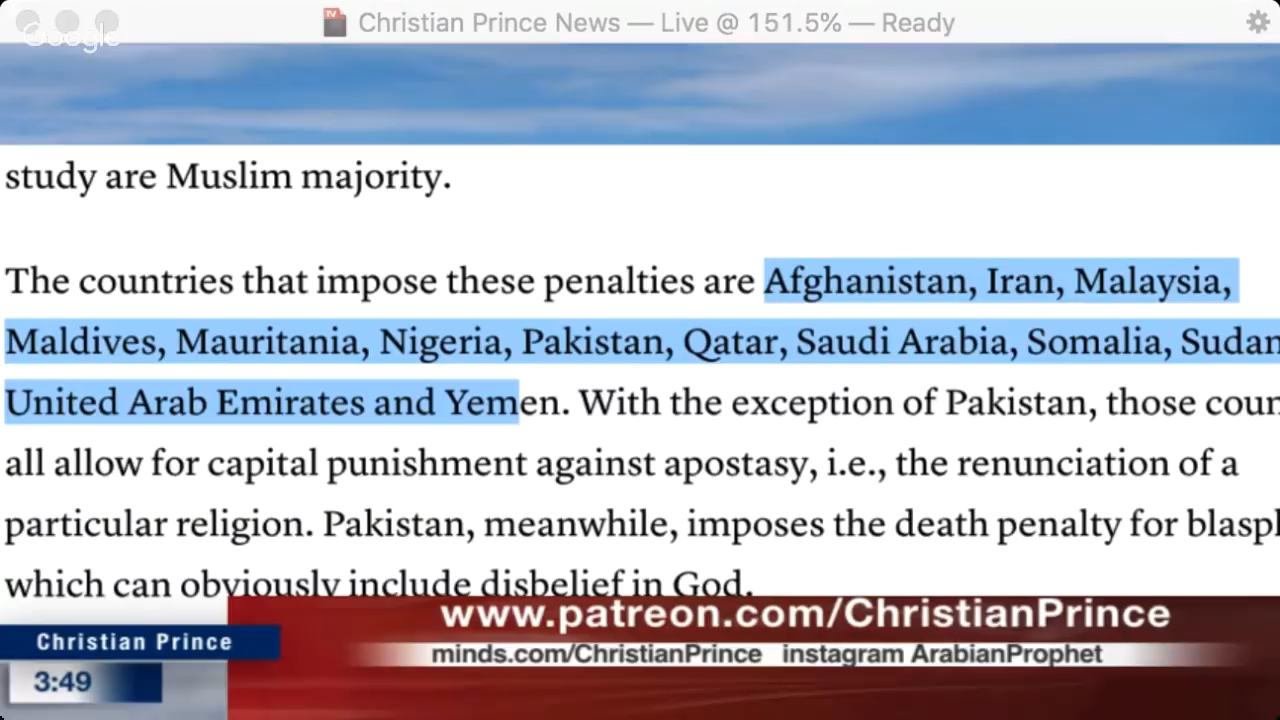 Christian Prince News — Live @ 151.5% — Ready
Google
study are Muslim majority.
The countries that impose these penalties are Afghanistan, Iran, Malaysia,
Maldives, Mauritania, Nigeria, Pakistan, Qatar, Saudi Arabia, Somalia, Sudan
United Arab Emirates and Yemen. With the exception of Pakistan, those coun
all allow for capital punishment against apostasy, i.e., the renunciation of a
particular religion. Pakistan, meanwhile, imposes the death penalty for blasph
which can obviously include disbelief in God.
www.patreon.com/ChristianPrince
Christian Prince
minds.com/ChristianPrince instagram ArabianProphet
3:49